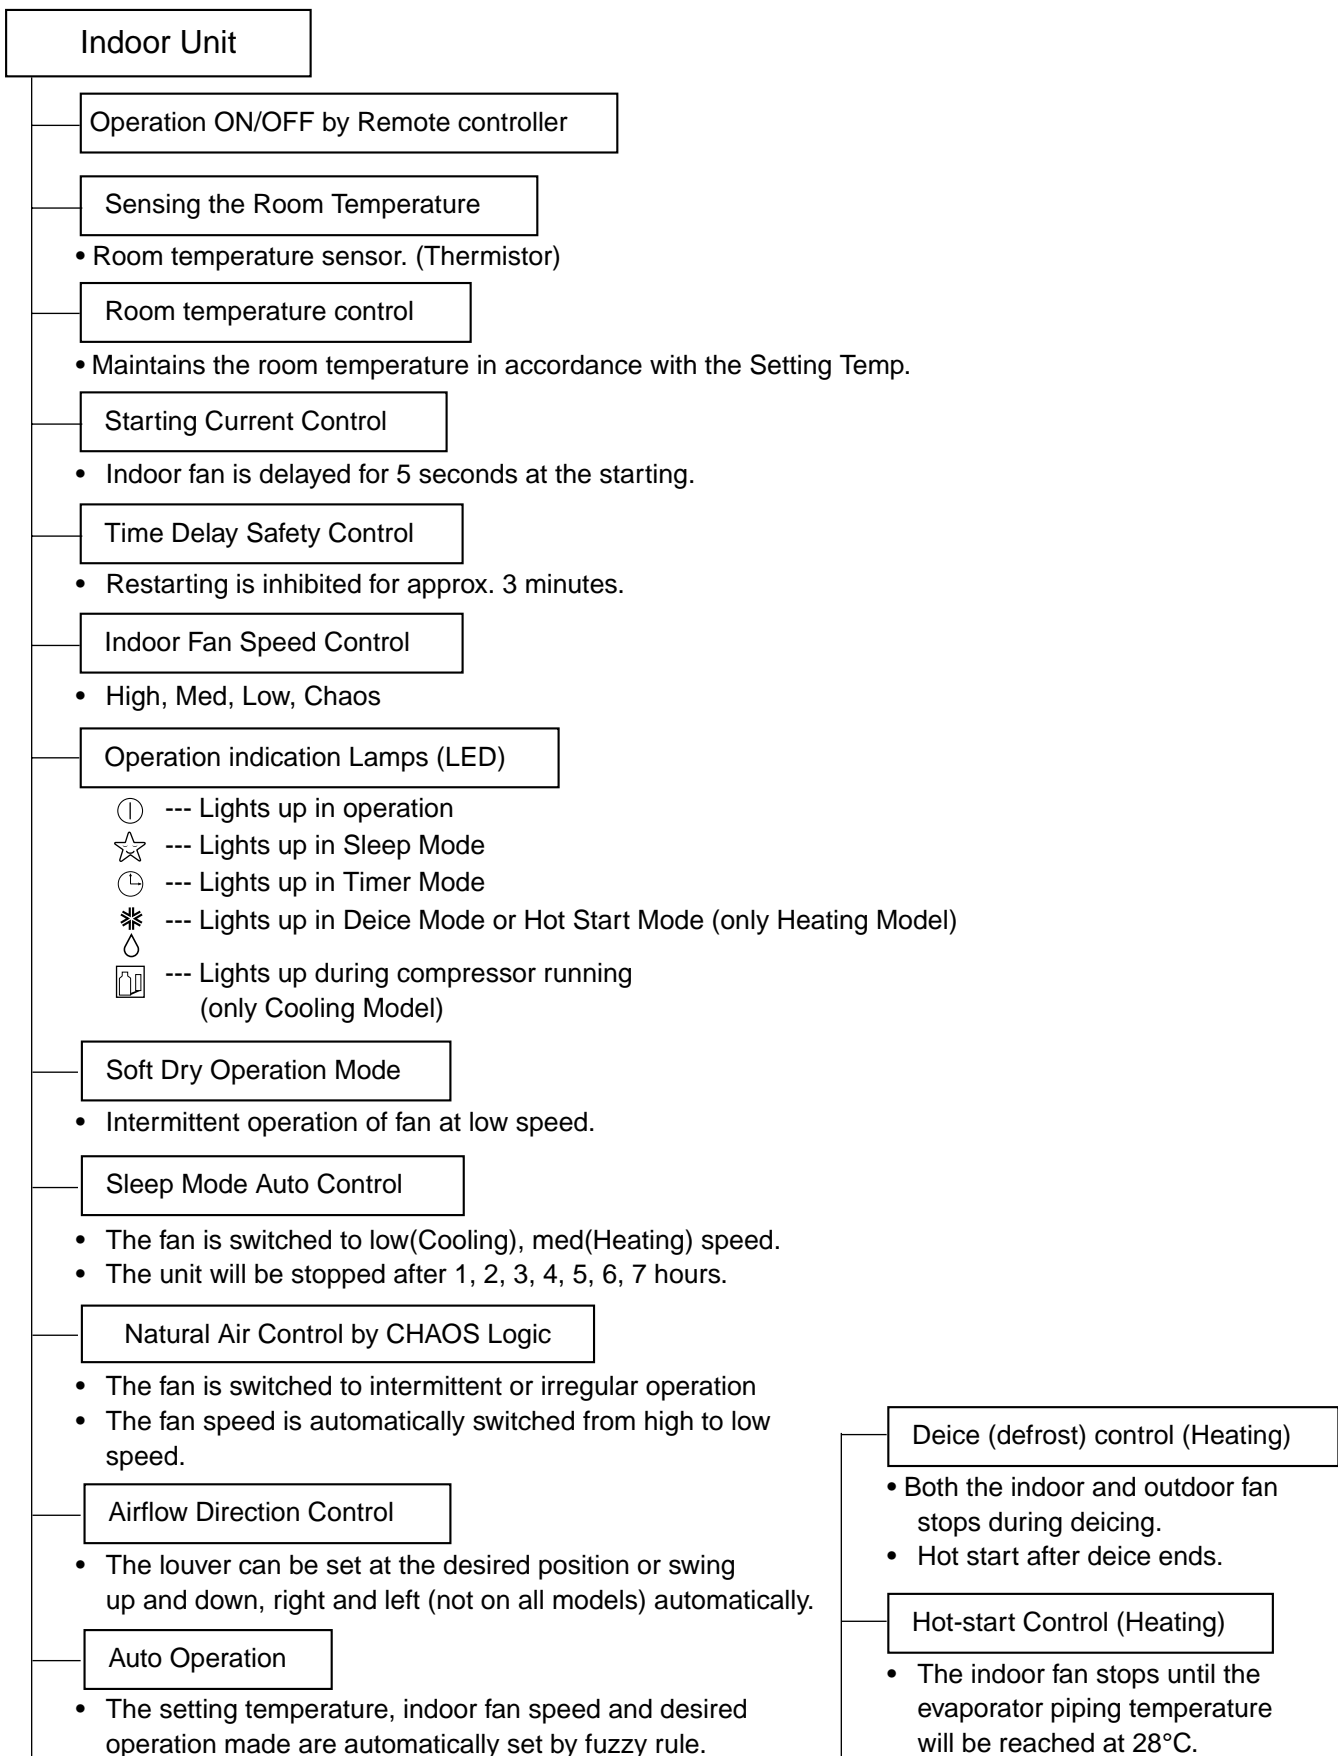 Indoor Unit
Operation ON/OFF by Remote controller
Sensing the Room Temperature
• Room temperature sensor. (Thermistor)
Room temperature control
• Maintains the room temperature in accordance with the Setting Temp.
Starting Current Control
• Indoor fan is delayed for 5 seconds at the starting.
Time Delay Safety Control
• Restarting is inhibited for approx. 3 minutes.
Indoor Fan Speed Control
• High, Med, Low, Chaos
Operation indication Lamps (LED)
--- Lights up in operation
--- Lights up in Sleep Mode
--- Lights up in Timer Mode
--- Lights up in Deice Mode or Hot Start Mode (only Heating Model)
--- Lights up during compressor running
(only Cooling Model)
Soft Dry Operation Mode
• Intermittent operation of fan at low speed.
Sleep Mode Auto Control
• The fan is switched to low(Cooling), med(Heating) speed.
• The unit will be stopped after 1, 2, 3, 4, 5, 6, 7 hours.
Natural Air Control by CHAOS Logic
• The fan is switched to intermittent or irregular operation
• The fan speed is automatically switched from high to low
speed.
Airflow Direction Control
• The louver can be set at the desired position or swing
up and down, right and left (not on all models) automatically.
Auto Operation
• The setting temperature, indoor fan speed and desired
operation made are automatically set by fuzzy rule.
Deice (defrost) control (Heating)
• Both the indoor and outdoor fan
stops during deicing.
• Hot start after deice ends.
Hot-start Control (Heating)
• The indoor fan stops until the
evaporator piping temperature
will be reached at 28°C.